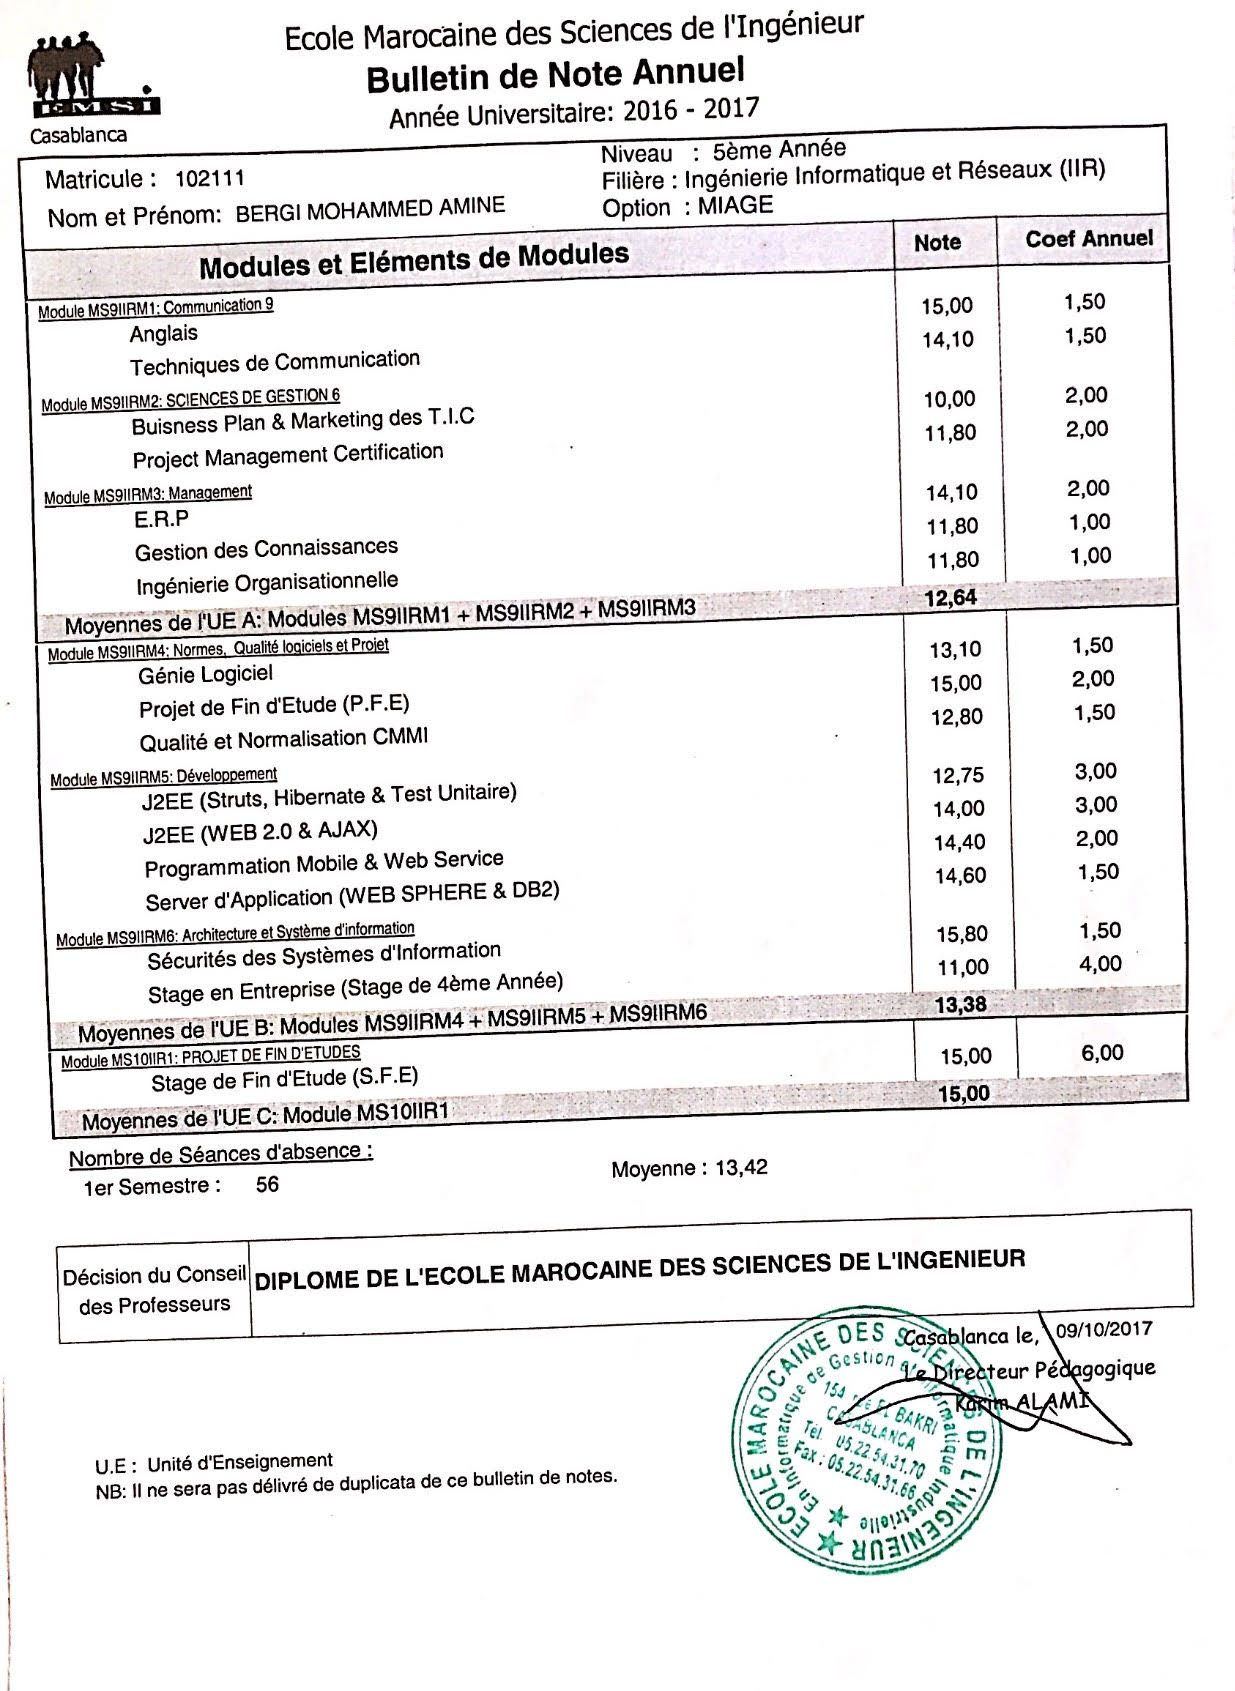 Ecole Marocaine des Sciences de l'Ingénieur
Bulletin de Note Annuel
Année Universitaire: 2016 - 2017
EMSI
Casablanca
Matricule : 102111
Nom et Prénom: BERGI MOHAMMED AMINE
Niveau : 5ème Année
Filière : Ingénierie Informatique et Réseaux (IIR)
Option : MIAGE
Modules et Eléments de Modules Note Coef Annuel
Module MS9IIRM1: Communication 9
Anglais 15,00 1,50
Techniques de Communication 14,10 1,50
Module MS9IIRM2: SCIENCES DE GESTION 6
Buisness Plan & Marketing des T.I.C 10,00 2,00
Project Management Certification 11,80 2,00
Module MS9IIRM3: Management
E.R.P 14,10 2,00
Gestion des Connaissances 11,80 1,00
Ingénierie Organisationnelle 11,80 1,00
Moyennes de l'UE A: Modules MS9IIRM1 + MS9IIRM2 + MS9IIRM3 12,64
Module MS9IIRM4: Normes, Qualité logiciels et Projet
Génie Logiciel 13,10 1,50
Projet de Fin d'Etude (P.F.E) 15,00 2,00
Qualité et Normalisation CMMI 12,80 1,50
Module MS9IIRM5: Développement
J2EE (Struts, Hibernate & Test Unitaire) 12,75 3,00
J2EE (WEB 2.0 & AJAX) 14,00 3,00
Programmation Mobile & Web Service 14,40 2,00
Server d'Application (WEB SPHERE & DB2) 14,60 1,50
Module MS9IIRM6: Architecture et Système d'information
Sécurités des Systèmes d'Information 15,80 1,50
Stage en Entreprise (Stage de 4ème Année) 11,00 4,00
Moyennes de l'UE B: Modules MS9IIRM4 + MS9IIRM5 + MS9IIRM6 13,38
Module MS10IIR1: PROJET DE FIN D'ETUDES
Stage de Fin d'Etude (S.F.E) 15,00 6,00
Moyennes de l'UE C: Module MS10IIR1 15,00
Nombre de Séances d'absence :
1er Semestre : 56
Moyenne : 13,42
Décision du Conseil
des Professeurs
DIPLOME DE L'ECOLE MAROCAINE DES SCIENCES DE L'INGENIEUR
Casablanca le, 09/10/2017
Le Directeur Pédagogique
Karim ALAMI
ECOLE MAROCAINE DES SCIENCES DE L'INGENIEUR
En Informatique de Gestion et Informatique Industrielle
154 rue EL BAKRI
CASABLANCA
Tél. 05.22.54.31.70
Fax : 05.22.54.31.66
U.E : Unité d'Enseignement
NB: Il ne sera pas délivré de duplicata de ce bulletin de notes.